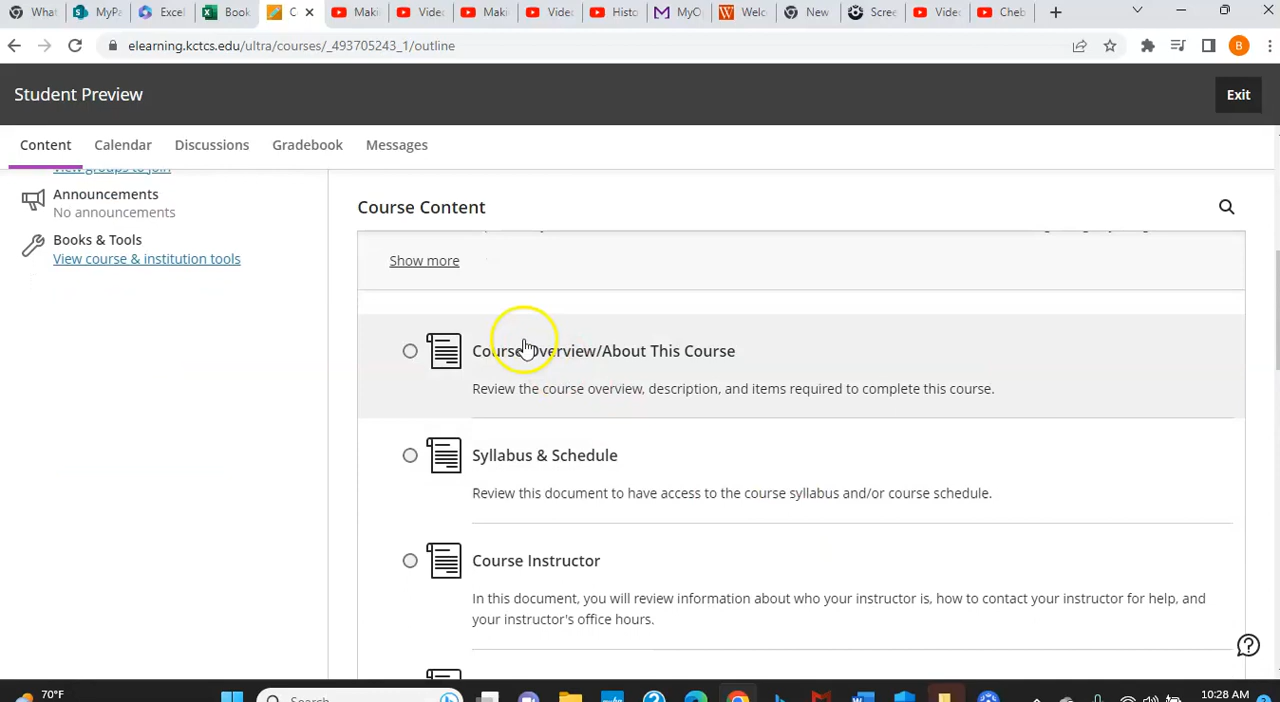 Wha MyPa Excel Book C Maki Video Maki Video Histo MyC Welc New Scree Video Cheb
elearning.kctcs.edu/ultra/courses/_493705243_1/outline
B
Student Preview
Exit
Content Calendar Discussions Gradebook Messages
View groups to join
Announcements
No announcements
Books & Tools
View course & institution tools
Course Content
Show more
Course Overview/About This Course
Review the course overview, description, and items required to complete this course.
Syllabus & Schedule
Review this document to have access to the course syllabus and/or course schedule.
Course Instructor
In this document, you will review information about who your instructor is, how to contact your instructor for help, and
your instructor's office hours.
70°F
Search
10:28 AM